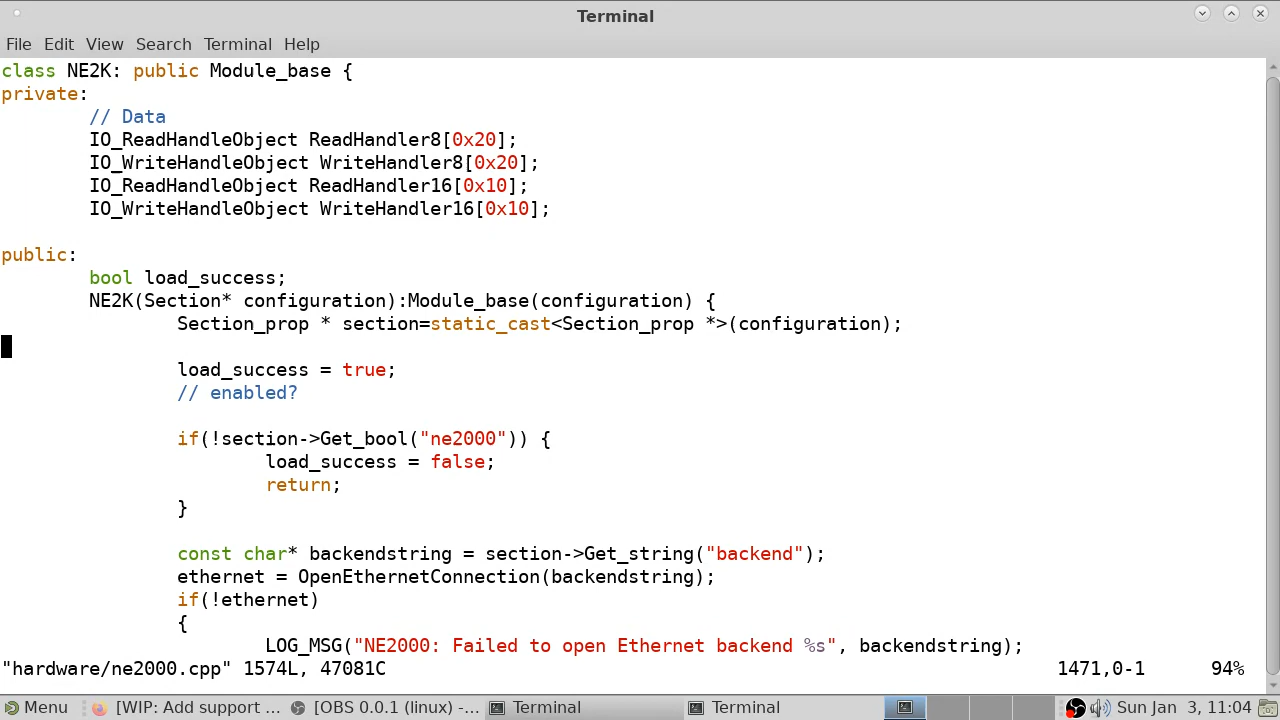 Terminal
File Edit View Search Terminal Help
class NE2K: public Module_base {
private:
        // Data
        IO_ReadHandleObject ReadHandler8[0x20];
        IO_WriteHandleObject WriteHandler8[0x20];
        IO_ReadHandleObject ReadHandler16[0x10];
        IO_WriteHandleObject WriteHandler16[0x10];
public:
        bool load_success;
        NE2K(Section* configuration):Module_base(configuration) {
                Section_prop * section=static_cast<Section_prop *>(configuration);
                load_success = true;
                // enabled?
                if(!section->Get_bool("ne2000")) {
                        load_success = false;
                        return;
                }
                const char* backendstring = section->Get_string("backend");
                ethernet = OpenEthernetConnection(backendstring);
                if(!ethernet)
                {
                        LOG_MSG("NE2000: Failed to open Ethernet backend %s", backendstring);
"hardware/ne2000.cpp" 1574L, 47081C 1471,0-1 94%
Menu [WIP: Add support ... [OBS 0.0.1 (linux) -... Terminal Terminal Sun Jan 3, 11:04